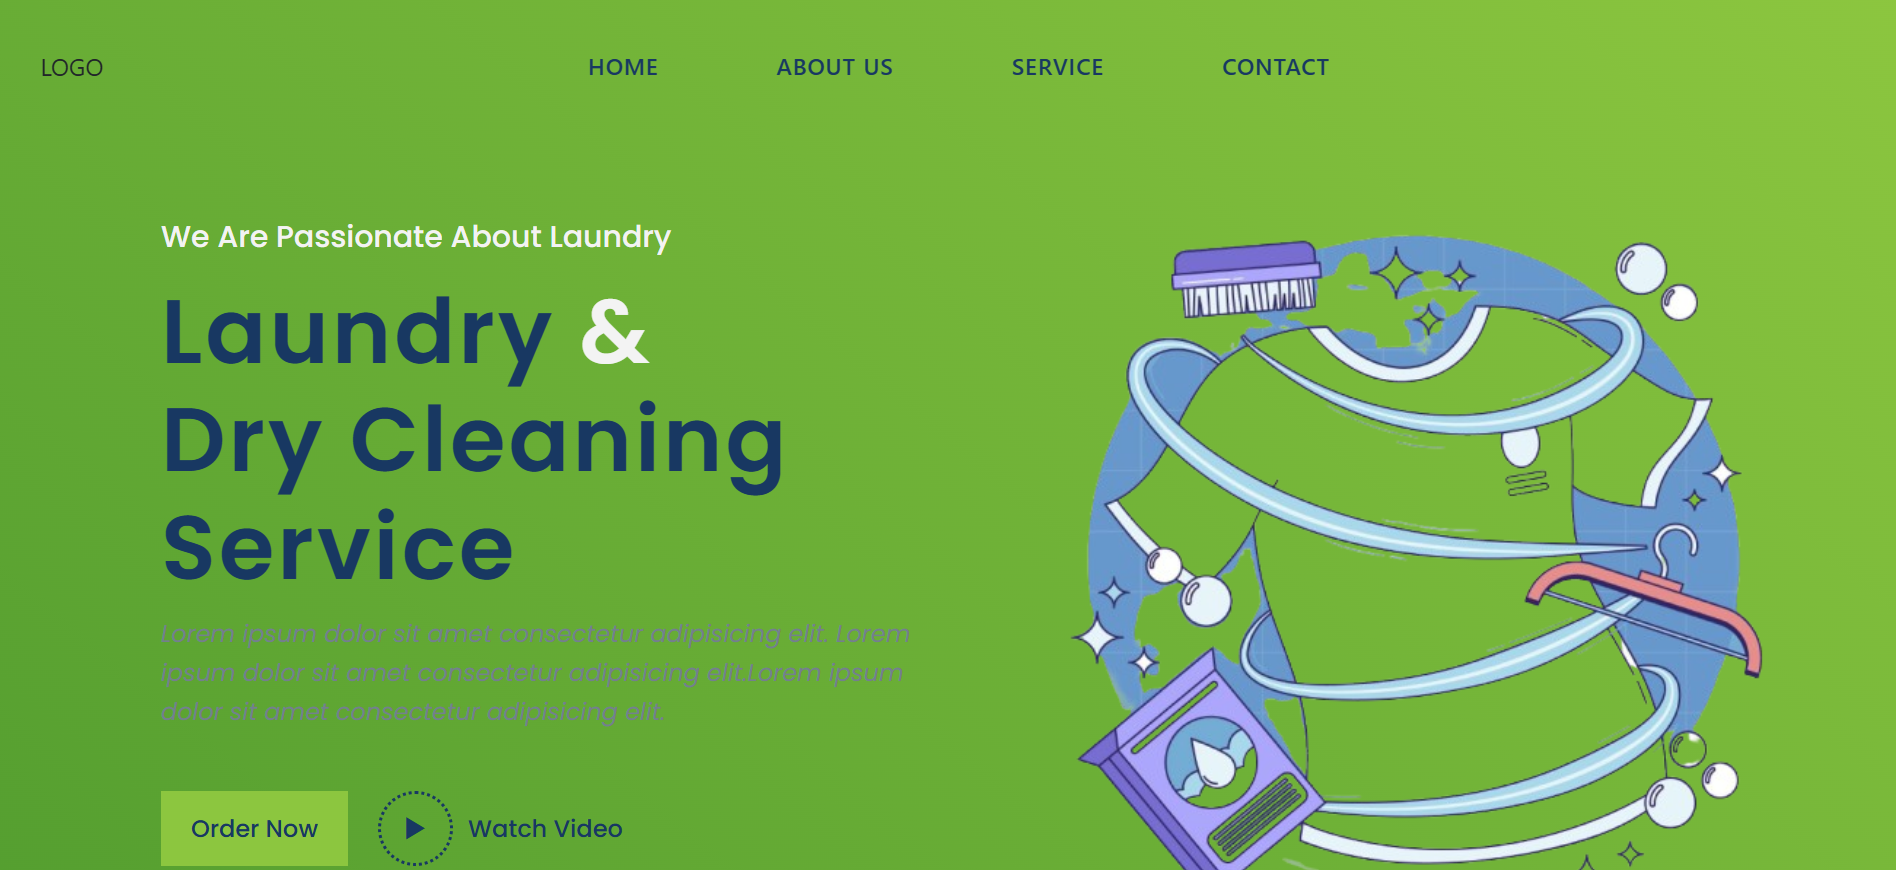 LOGO HOME ABOUT US SERVICE CONTACT
We Are Passionate About Laundry
Laundry &
Dry Cleaning
Service
Lorem ipsum dolor sit amet consectetur adipisicing elit. Lorem
ipsum dolor sit amet consectetur adipisicing elit.Lorem ipsum
dolor sit amet consectetur adipisicing elit.
Order Now Watch Video